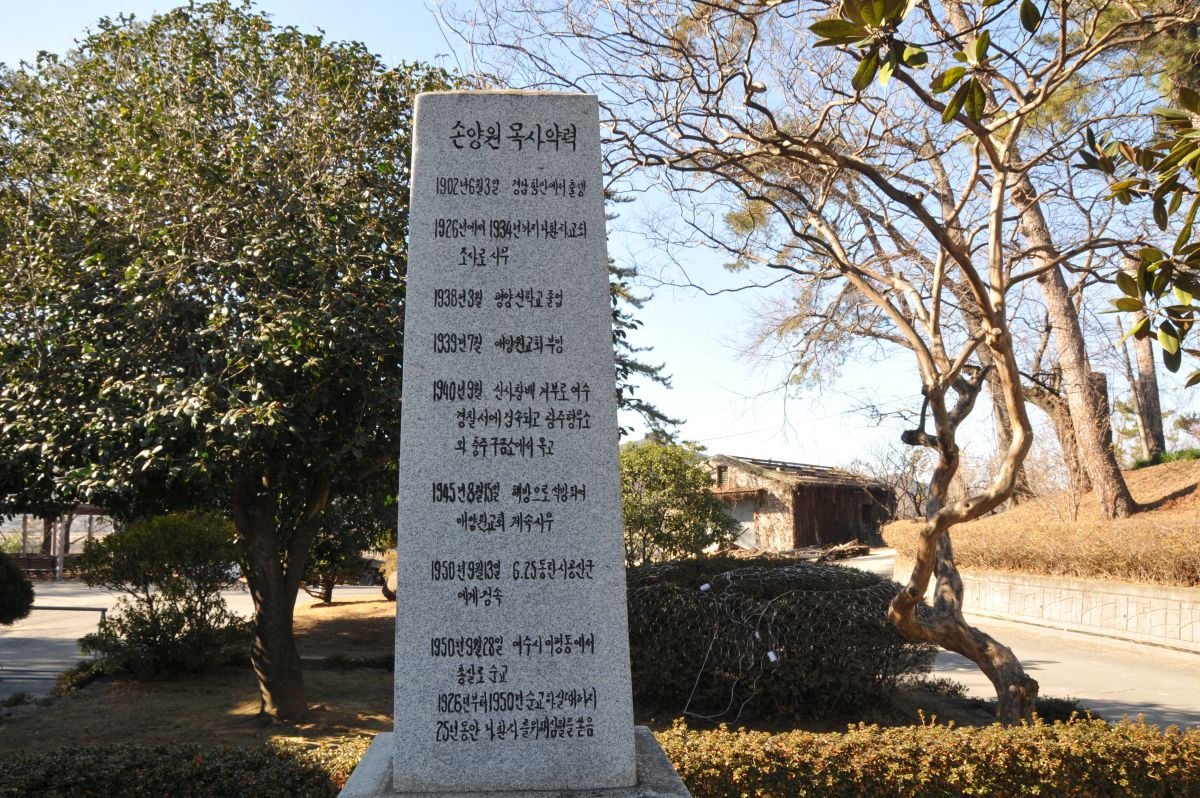 손양원 목사약력
1902년6월3일 경남함안에서출생
1926년에서 1934년까지나환자교회
조사로 시무
1938년3월 평양신학교졸업
1939년7월 애양원교회부임
1940년9월 신사참배 거부로 여수
경찰서에검속되고 광주형무소
와 충주구금소에서 옥고
1945년8월15일 해방으로 석방되어
애양원교회 계속시무
1950년9월13일 6.25동란시공산군
에게검속
1950년9월28일 여수시미평동에서
총살로 순교
1926년부터1950년순교하실때까지
25년동안 나환자를위해심혈을쏟음